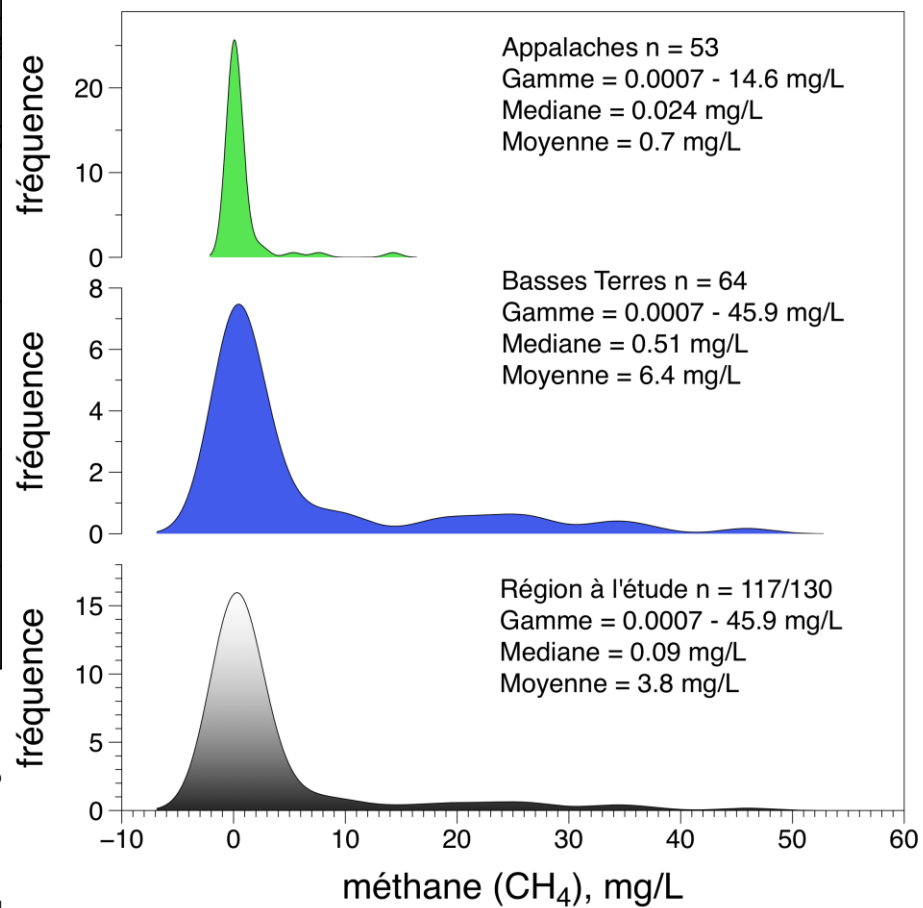 Appalaches n = 53
Gamme = 0.0007 - 14.6 mg/L
Mediane = 0.024 mg/L
Moyenne = 0.7 mg/L
fréquence
20
10
0
Basses Terres n = 64
Gamme = 0.0007 - 45.9 mg/L
Mediane = 0.51 mg/L
Moyenne = 6.4 mg/L
fréquence
8
6
4
2
0
Région à l'étude n = 117/130
Gamme = 0.0007 - 45.9 mg/L
Mediane = 0.09 mg/L
Moyenne = 3.8 mg/L
fréquence
15
10
5
0
−10 0 10 20 30 40 50 60
méthane (CH₄), mg/L